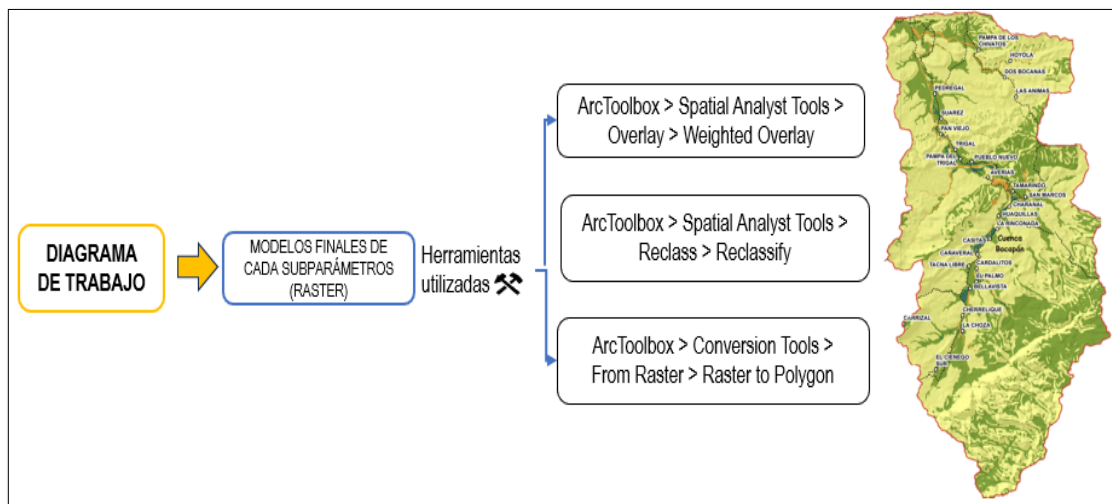 DIAGRAMA
DE TRABAJO
MODELOS FINALES DE
CADA SUBPARÁMETROS
(RASTER)
Herramientas
utilizadas
ArcToolbox > Spatial Analyst Tools >
Overlay > Weighted Overlay
ArcToolbox > Spatial Analyst Tools >
Reclass > Reclassify
ArcToolbox > Conversion Tools >
From Raster > Raster to Polygon
PAMPA DE LOS
CHIVATOS
HOYOLA
DOS BOCANAS
LAS ANIMAS
PEDREGAL
SUAREZ
PAN VIEJO
TRIGAL
PAMPA DEL
TRIGAL
PUEBLO NUEVO
AVERIAS
TAMARINDO
SAN MARCOS
CHARANAL
HUAQUILLAS
LA RINCONADA
CASITAS
Cuenca
Bocapán
CAÑAVERAL
TACNA LIBRE
CARDALITOS
EL PALMO
BELLAVISTA
CHERRELIQUE
CARRIZAL
LA CHOZA
EL CIENEGO
SUR